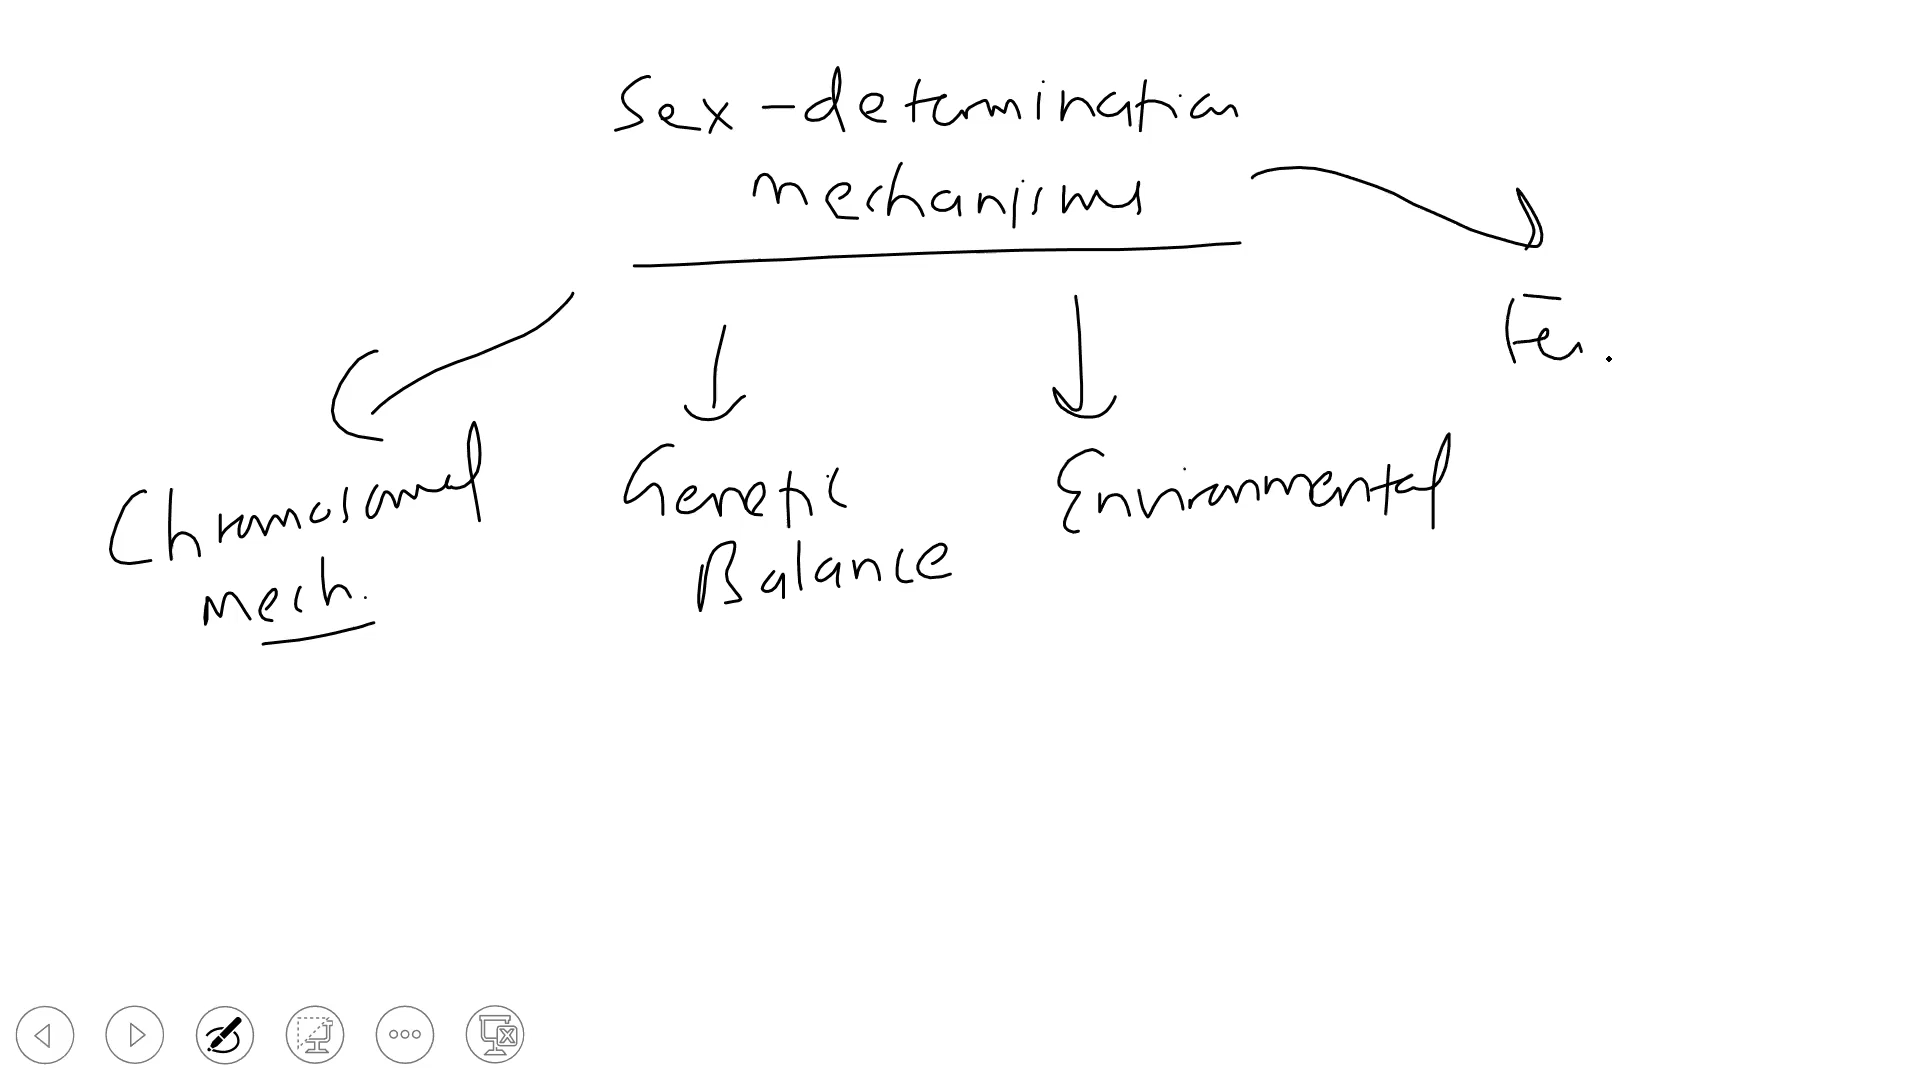 Sex-determination
mechanisms
Chromosomal
mech.
Genetic
Balance
Environmental
Fer